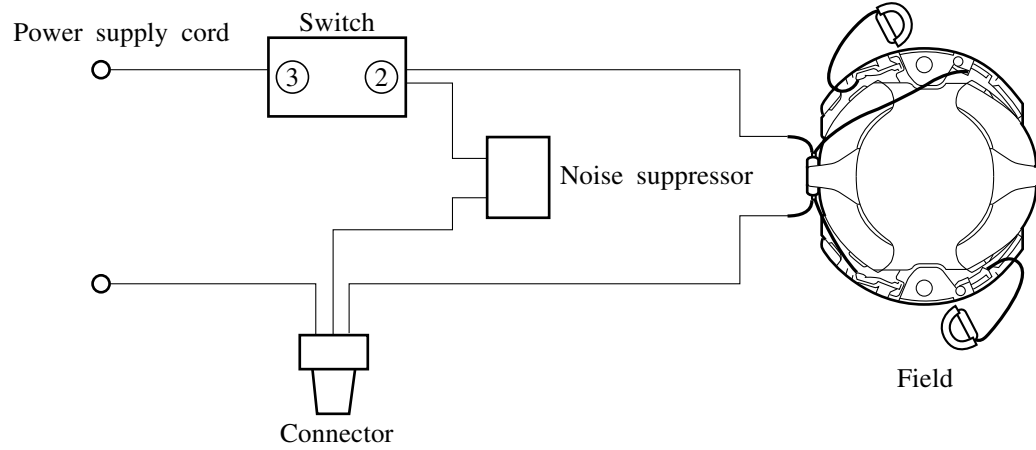 Switch
Power supply cord
③ ②
Noise suppressor
Field
Connector